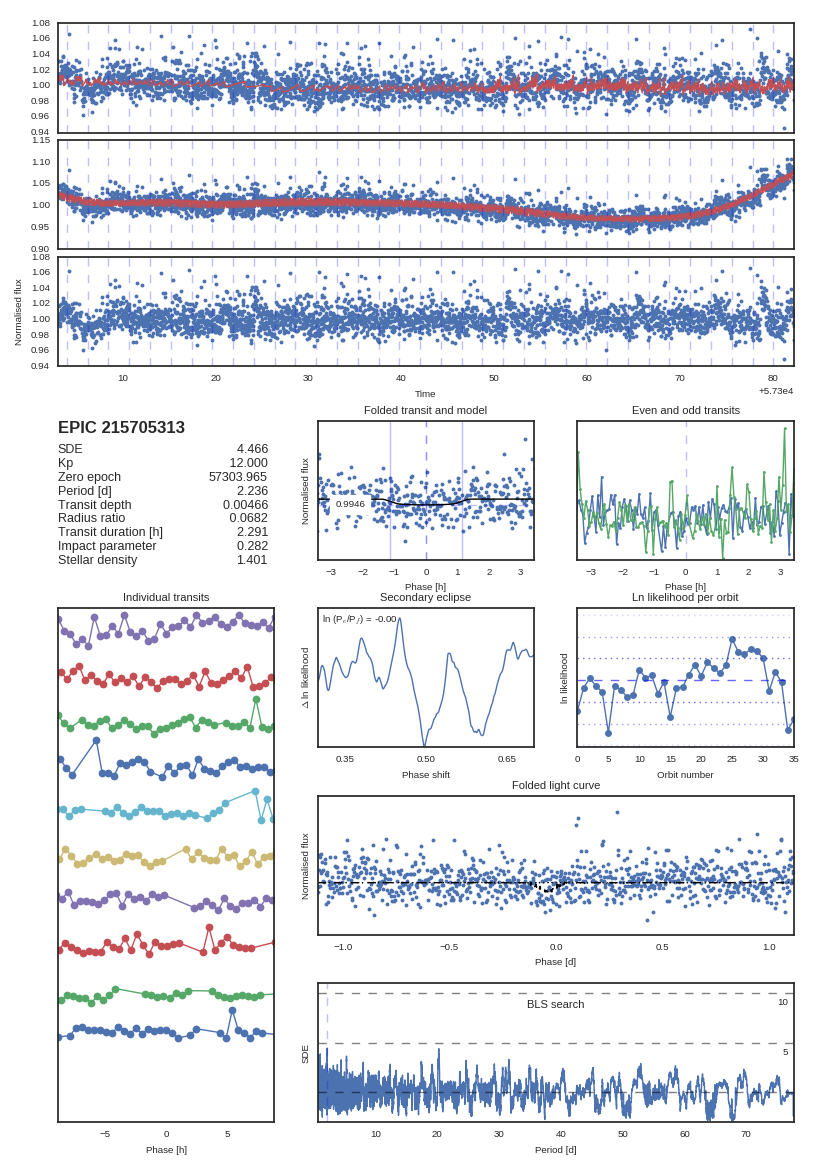 1.08
1.06
1.04
1.02
1.00
0.98
0.96
0.94
1.15
1.10
1.05
1.00
0.95
0.90
1.08
1.06
1.04
1.02
1.00
0.98
0.96
0.94
Normalised flux
10 20 30 40 50 60 70 80
Time
+5.73e4
EPIC 215705313
SDE 4.466
Kp 12.000
Zero epoch 57303.965
Period [d] 2.236
Transit depth 0.00466
Radius ratio 0.0682
Transit duration [h] 2.291
Impact parameter 0.282
Stellar density 1.401
Folded transit and model
Normalised flux
0.9946
−3 −2 −1 0 1 2 3
Phase [h]
Even and odd transits
−3 −2 −1 0 1 2 3
Phase [h]
Individual transits
−5 0 5
Phase [h]
Secondary eclipse
ln (Pₑ/P𝑓) = -0.00
Δ ln likelihood
0.35 0.50 0.65
Phase shift
Ln likelihood per orbit
ln likelihood
0 5 10 15 20 25 30 35
Orbit number
Folded light curve
Normalised flux
−1.0 −0.5 0.0 0.5 1.0
Phase [d]
BLS search
10
5
SDE
10 20 30 40 50 60 70
Period [d]